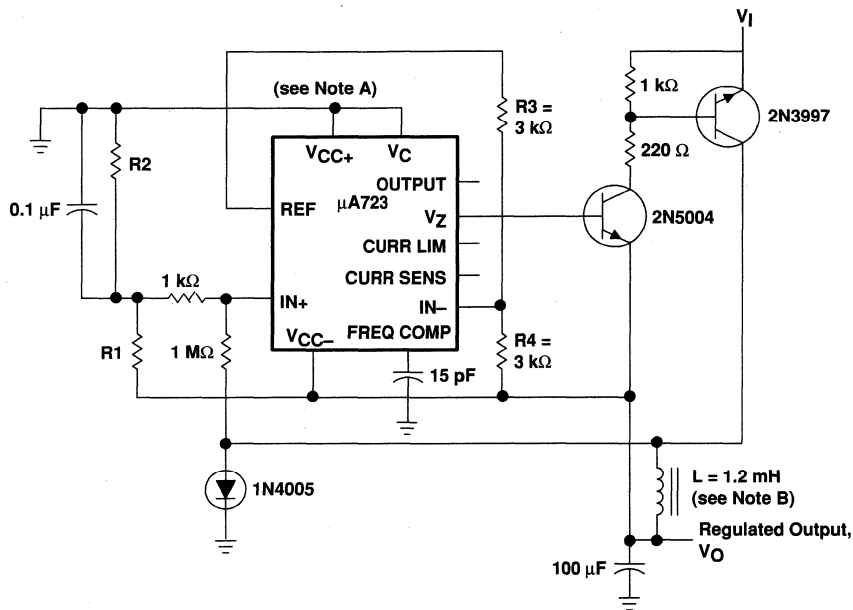 VI
(see Note A)
R3 =
3 kΩ
1 kΩ
2N3997
VCC+
VC
R2
220 Ω
OUTPUT
µA723
0.1 µF
REF
VZ
2N5004
CURR LIM
1 kΩ
CURR SENS
IN+
IN–
R1
1 MΩ
VCC–
FREQ COMP
R4 =
3 kΩ
15 pF
1N4005
L = 1.2 mH
(see Note B)
Regulated Output,
VO
100 µF